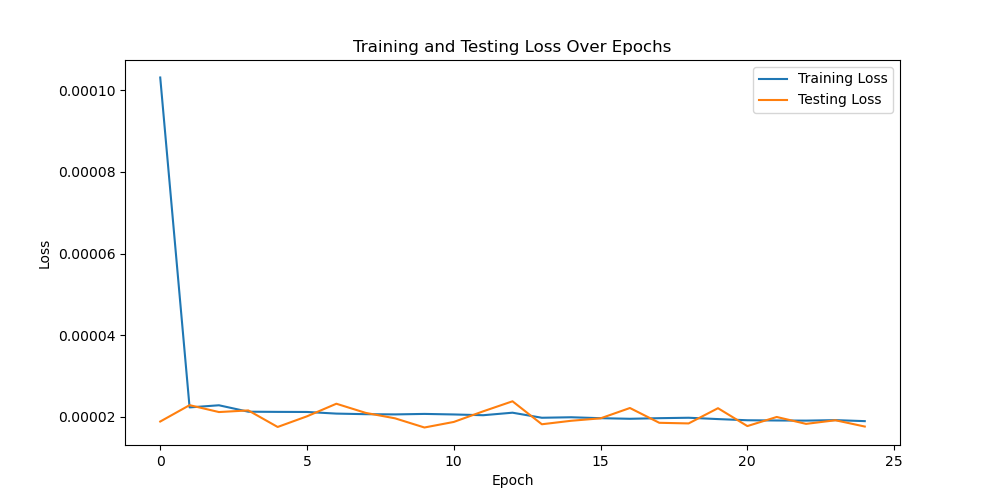 Training and Testing Loss Over Epochs
Training Loss
Testing Loss
0.00010
0.00008
0.00006
0.00004
0.00002
Loss
0 5 10 15 20 25
Epoch